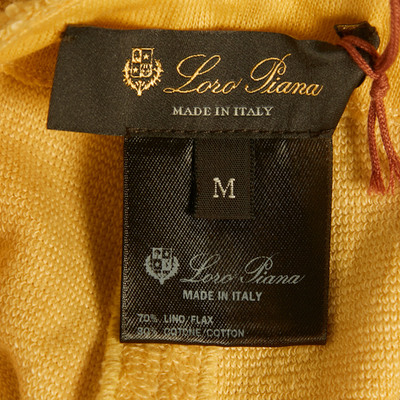 Loro Piana
MADE IN ITALY
M
Loro Piana
MADE IN ITALY
70% LINO/FLAX
30% COTONE/COTTON